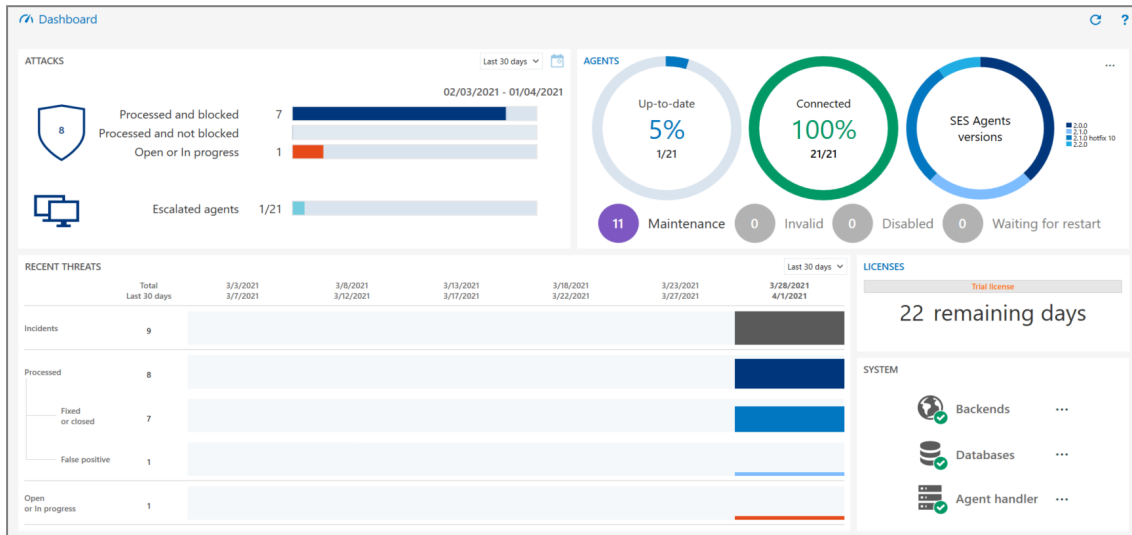 Dashboard
?
ATTACKS
Last 30 days
02/03/2021 - 01/04/2021
8
Processed and blocked 7
Processed and not blocked
Open or In progress 1
Escalated agents 1/21
AGENTS
...
Up-to-date
5%
1/21
Connected
100%
21/21
SES Agents
versions
2.0.0
2.1.0
2.1.0 hotfix 10
2.2.0
11 Maintenance 0 Invalid 0 Disabled 0 Waiting for restart
RECENT THREATS
Last 30 days
Total 3/3/2021 3/8/2021 3/13/2021 3/18/2021 3/23/2021 3/28/2021
Last 30 days 3/7/2021 3/12/2021 3/17/2021 3/22/2021 3/27/2021 4/1/2021
Incidents 9
Processed 8
Fixed
or closed 7
False positive 1
Open
or In progress 1
LICENSES
Trial license
22 remaining days
SYSTEM
Backends ...
Databases ...
Agent handler ...